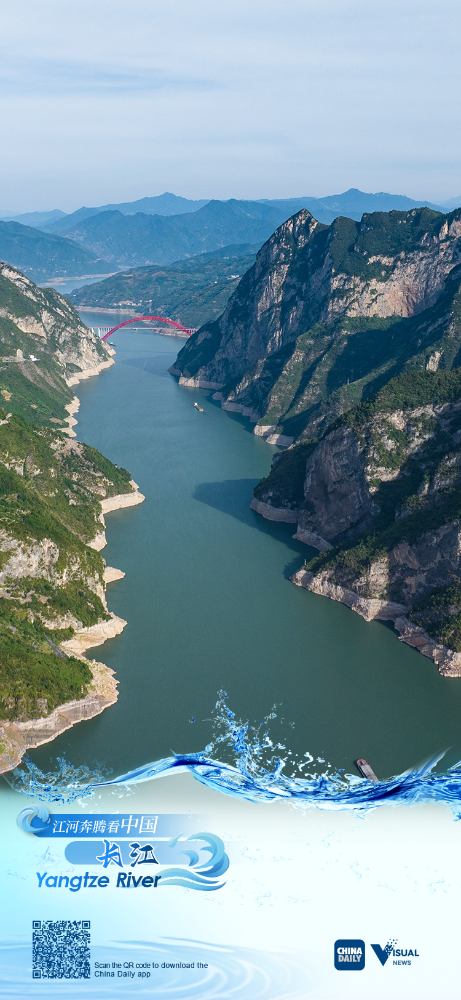 江河奔腾看中国
长江
Yangtze River
Scan the QR code to download the
China Daily app
CHINA
DAILY
VISUAL
NEWS